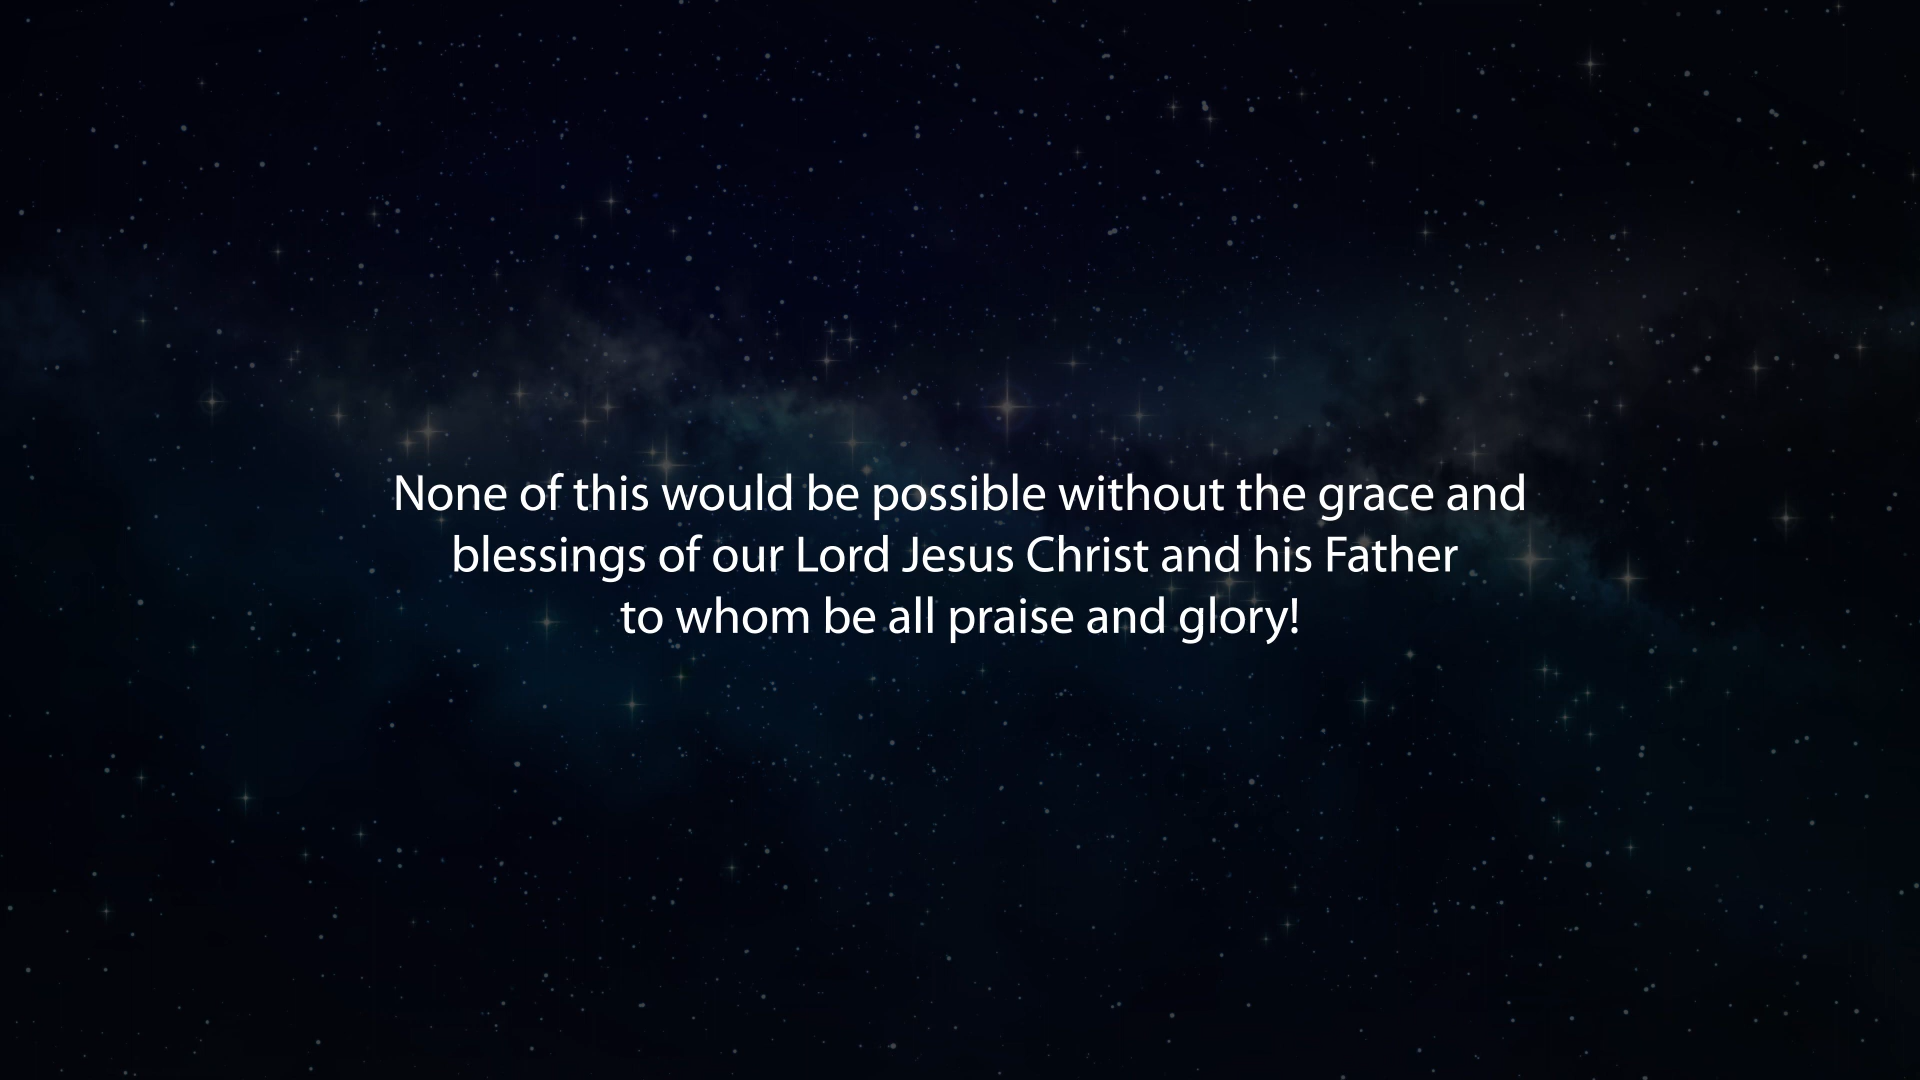 None of this would be possible without the grace and
blessings of our Lord Jesus Christ and his Father
to whom be all praise and glory!